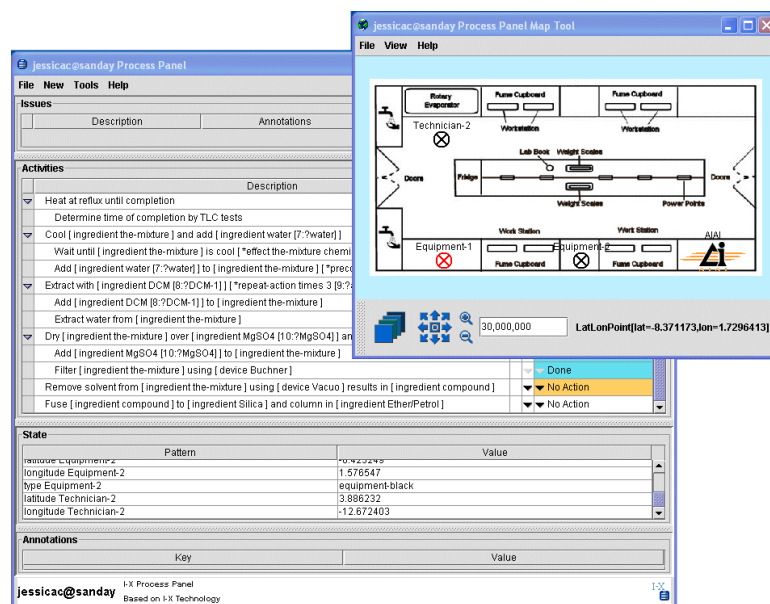 jessicac@sanday Process Panel Map Tool
File View Help
Rotary
Evaporator
Fume Cupboard
Fume Cupboard
Workstation
Workstation
Technician-2
Lab Book
Weight Scales
Doors
Fridge
Doors
Weight Scales
Power Points
Work Station
Work Station
Equipment-1
Equipment-2
AIAI
Fume Cupboard
Fume Cupboard
30,000,000
LatLonPoint[lat=-8.371173,lon=1.7296413]
jessicac@sanday Process Panel
File New Tools Help
Issues
Description Annotations
Activities
Description
Heat at reflux until completion
Determine time of completion by TLC tests
Cool [ ingredient the-mixture ] and add [ ingredient water [7:?water] ]
Wait until [ ingredient the-mixture ] is cool [ *effect the-mixture chemi
Add [ ingredient water [7:?water] ] to [ ingredient the-mixture ] [ *prec
Extract with [ ingredient DCM [8:?DCM-1] ] [ *repeat-action times 3 [9:?
Add [ ingredient DCM [8:?DCM-1] ] to [ ingredient the-mixture ]
Extract water from [ ingredient the-mixture ]
Dry [ ingredient the-mixture ] over [ ingredient MgSO4 [10:?MgSO4] ] an
Add [ ingredient MgSO4 [10:?MgSO4] ] to [ ingredient the-mixture ]
Filter [ ingredient the-mixture ] using [ device Buchner ] Done
Remove solvent from [ ingredient the-mixture ] using [ device Vacuo ] results in [ ingredient compound ] No Action
Fuse [ ingredient compound ] to [ ingredient Silica ] and column in [ ingredient Ether/Petrol ] No Action
State
Pattern Value
latitude Equipment-2
longitude Equipment-2 1.576547
type Equipment-2 equipment-black
latitude Technician-2 3.886232
longitude Technician-2 -12.672403
Annotations
Key Value
jessicac@sanday
I-X Process Panel
Based on I-X Technology
I-X